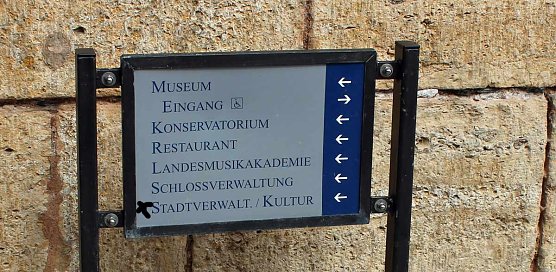 MUSEUM ←
EINGANG ♿ →
KONSERVATORIUM ←
RESTAURANT ←
LANDESMUSIKAKADEMIE ←
SCHLOSSVERWALTUNG ←
STADTVERWALT. / KULTUR ←